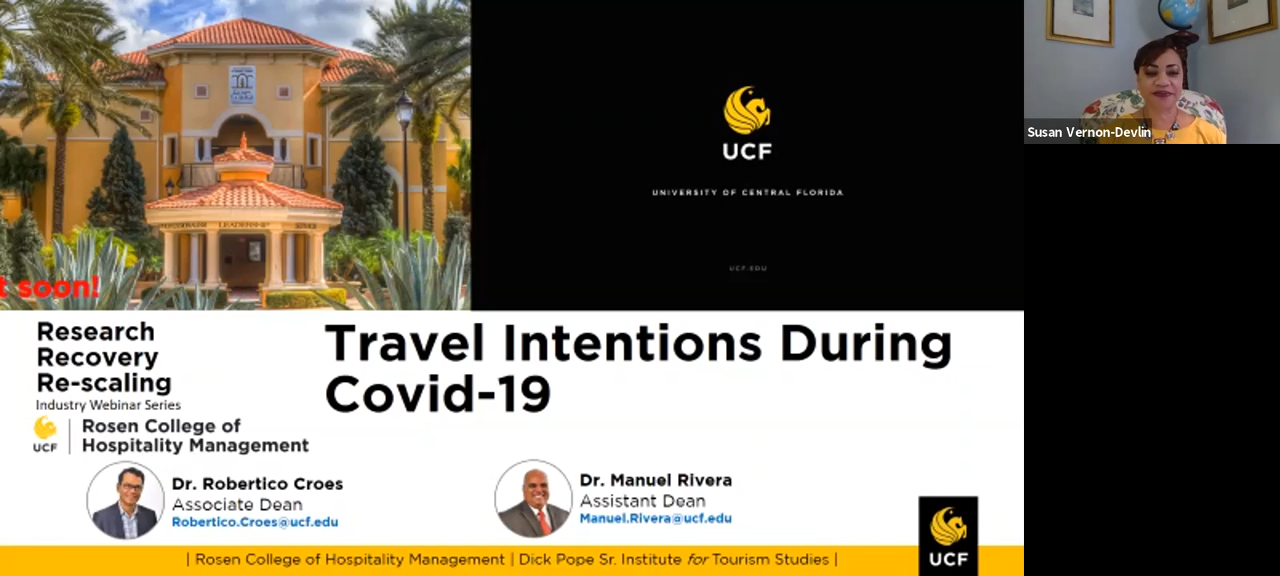 UCF
UNIVERSITY OF CENTRAL FLORIDA
UCF.EDU
Susan Vernon-Devlin
LEADERSHIP
t soon!
Research
Recovery
Re-scaling
Industry Webinar Series
UCF
Rosen College of
Hospitality Management
Travel Intentions During
Covid-19
Dr. Robertico Croes
Associate Dean
Robertico.Croes@ucf.edu
Dr. Manuel Rivera
Assistant Dean
Manuel.Rivera@ucf.edu
| Rosen College of Hospitality Management | Dick Pope Sr. Institute for Tourism Studies |
UCF